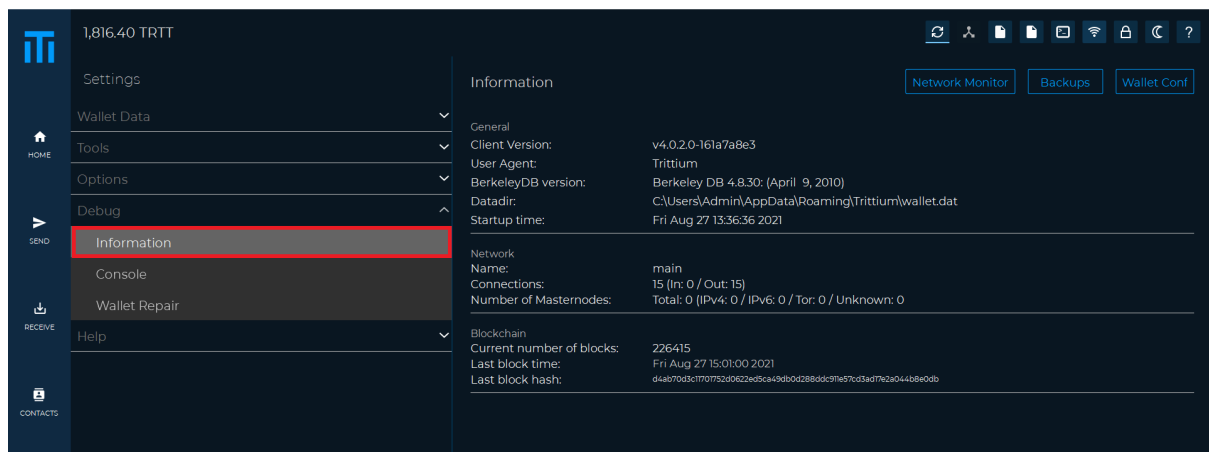 1,816.40 TRTT
?
HOME
SEND
RECEIVE
CONTACTS
Settings
Wallet Data
Tools
Options
Debug
Information
Console
Wallet Repair
Help
Information
Network Monitor
Backups
Wallet Conf
General
Client Version: v4.0.2.0-161a7a8e3
User Agent: Trittium
BerkeleyDB version: Berkeley DB 4.8.30: (April 9, 2010)
Datadir: C:\Users\Admin\AppData\Roaming\Trittium\wallet.dat
Startup time: Fri Aug 27 13:36:36 2021
Network
Name: main
Connections: 15 (In: 0 / Out: 15)
Number of Masternodes: Total: 0 (IPv4: 0 / IPv6: 0 / Tor: 0 / Unknown: 0
Blockchain
Current number of blocks: 226415
Last block time: Fri Aug 27 15:01:00 2021
Last block hash: